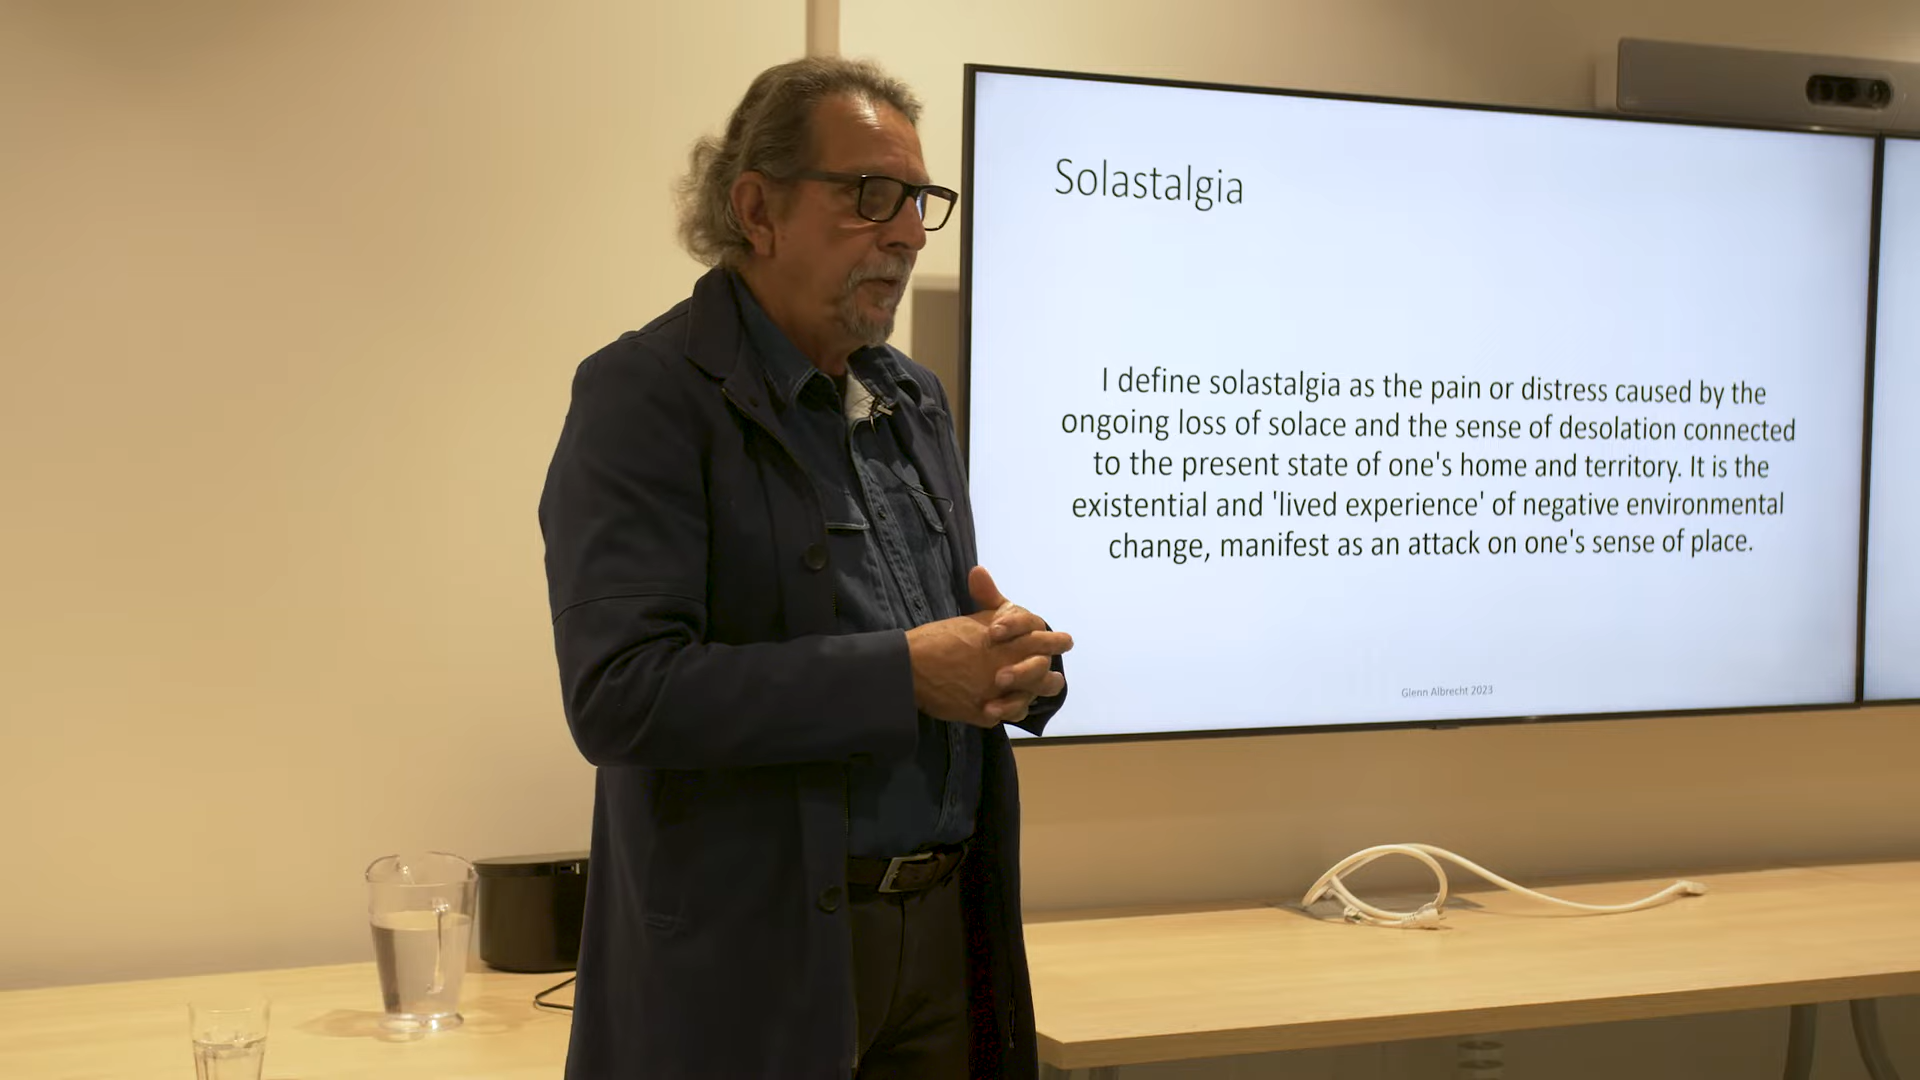 Solastalgia
I define solastalgia as the pain or distress caused by the
ongoing loss of solace and the sense of desolation connected
to the present state of one's home and territory. It is the
existential and 'lived experience' of negative environmental
change, manifest as an attack on one's sense of place.
Glenn Albrecht 2023